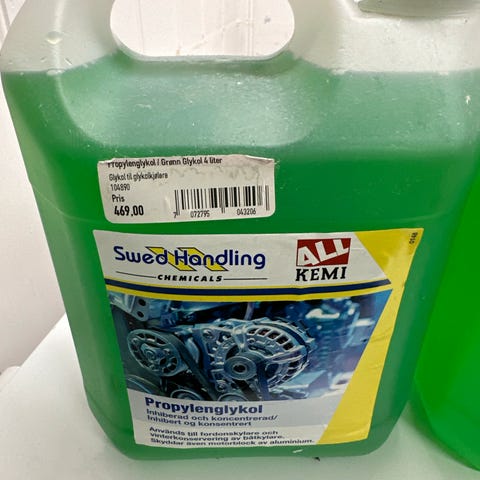 Propylenglykol / Grønn Glykol 4 liter
Glykol til glykolkjølere
104890
Pris
469,00
7 072795 043206
Swed Handling
CHEMICALS
ALL
KEMI
Propylenglykol
Inhiberad och koncentrerad/
Inhibert og konsentrert
Används till fordonskylare och
vinterkonservering av båtkylare.
Skyddar även motorblock av aluminium.